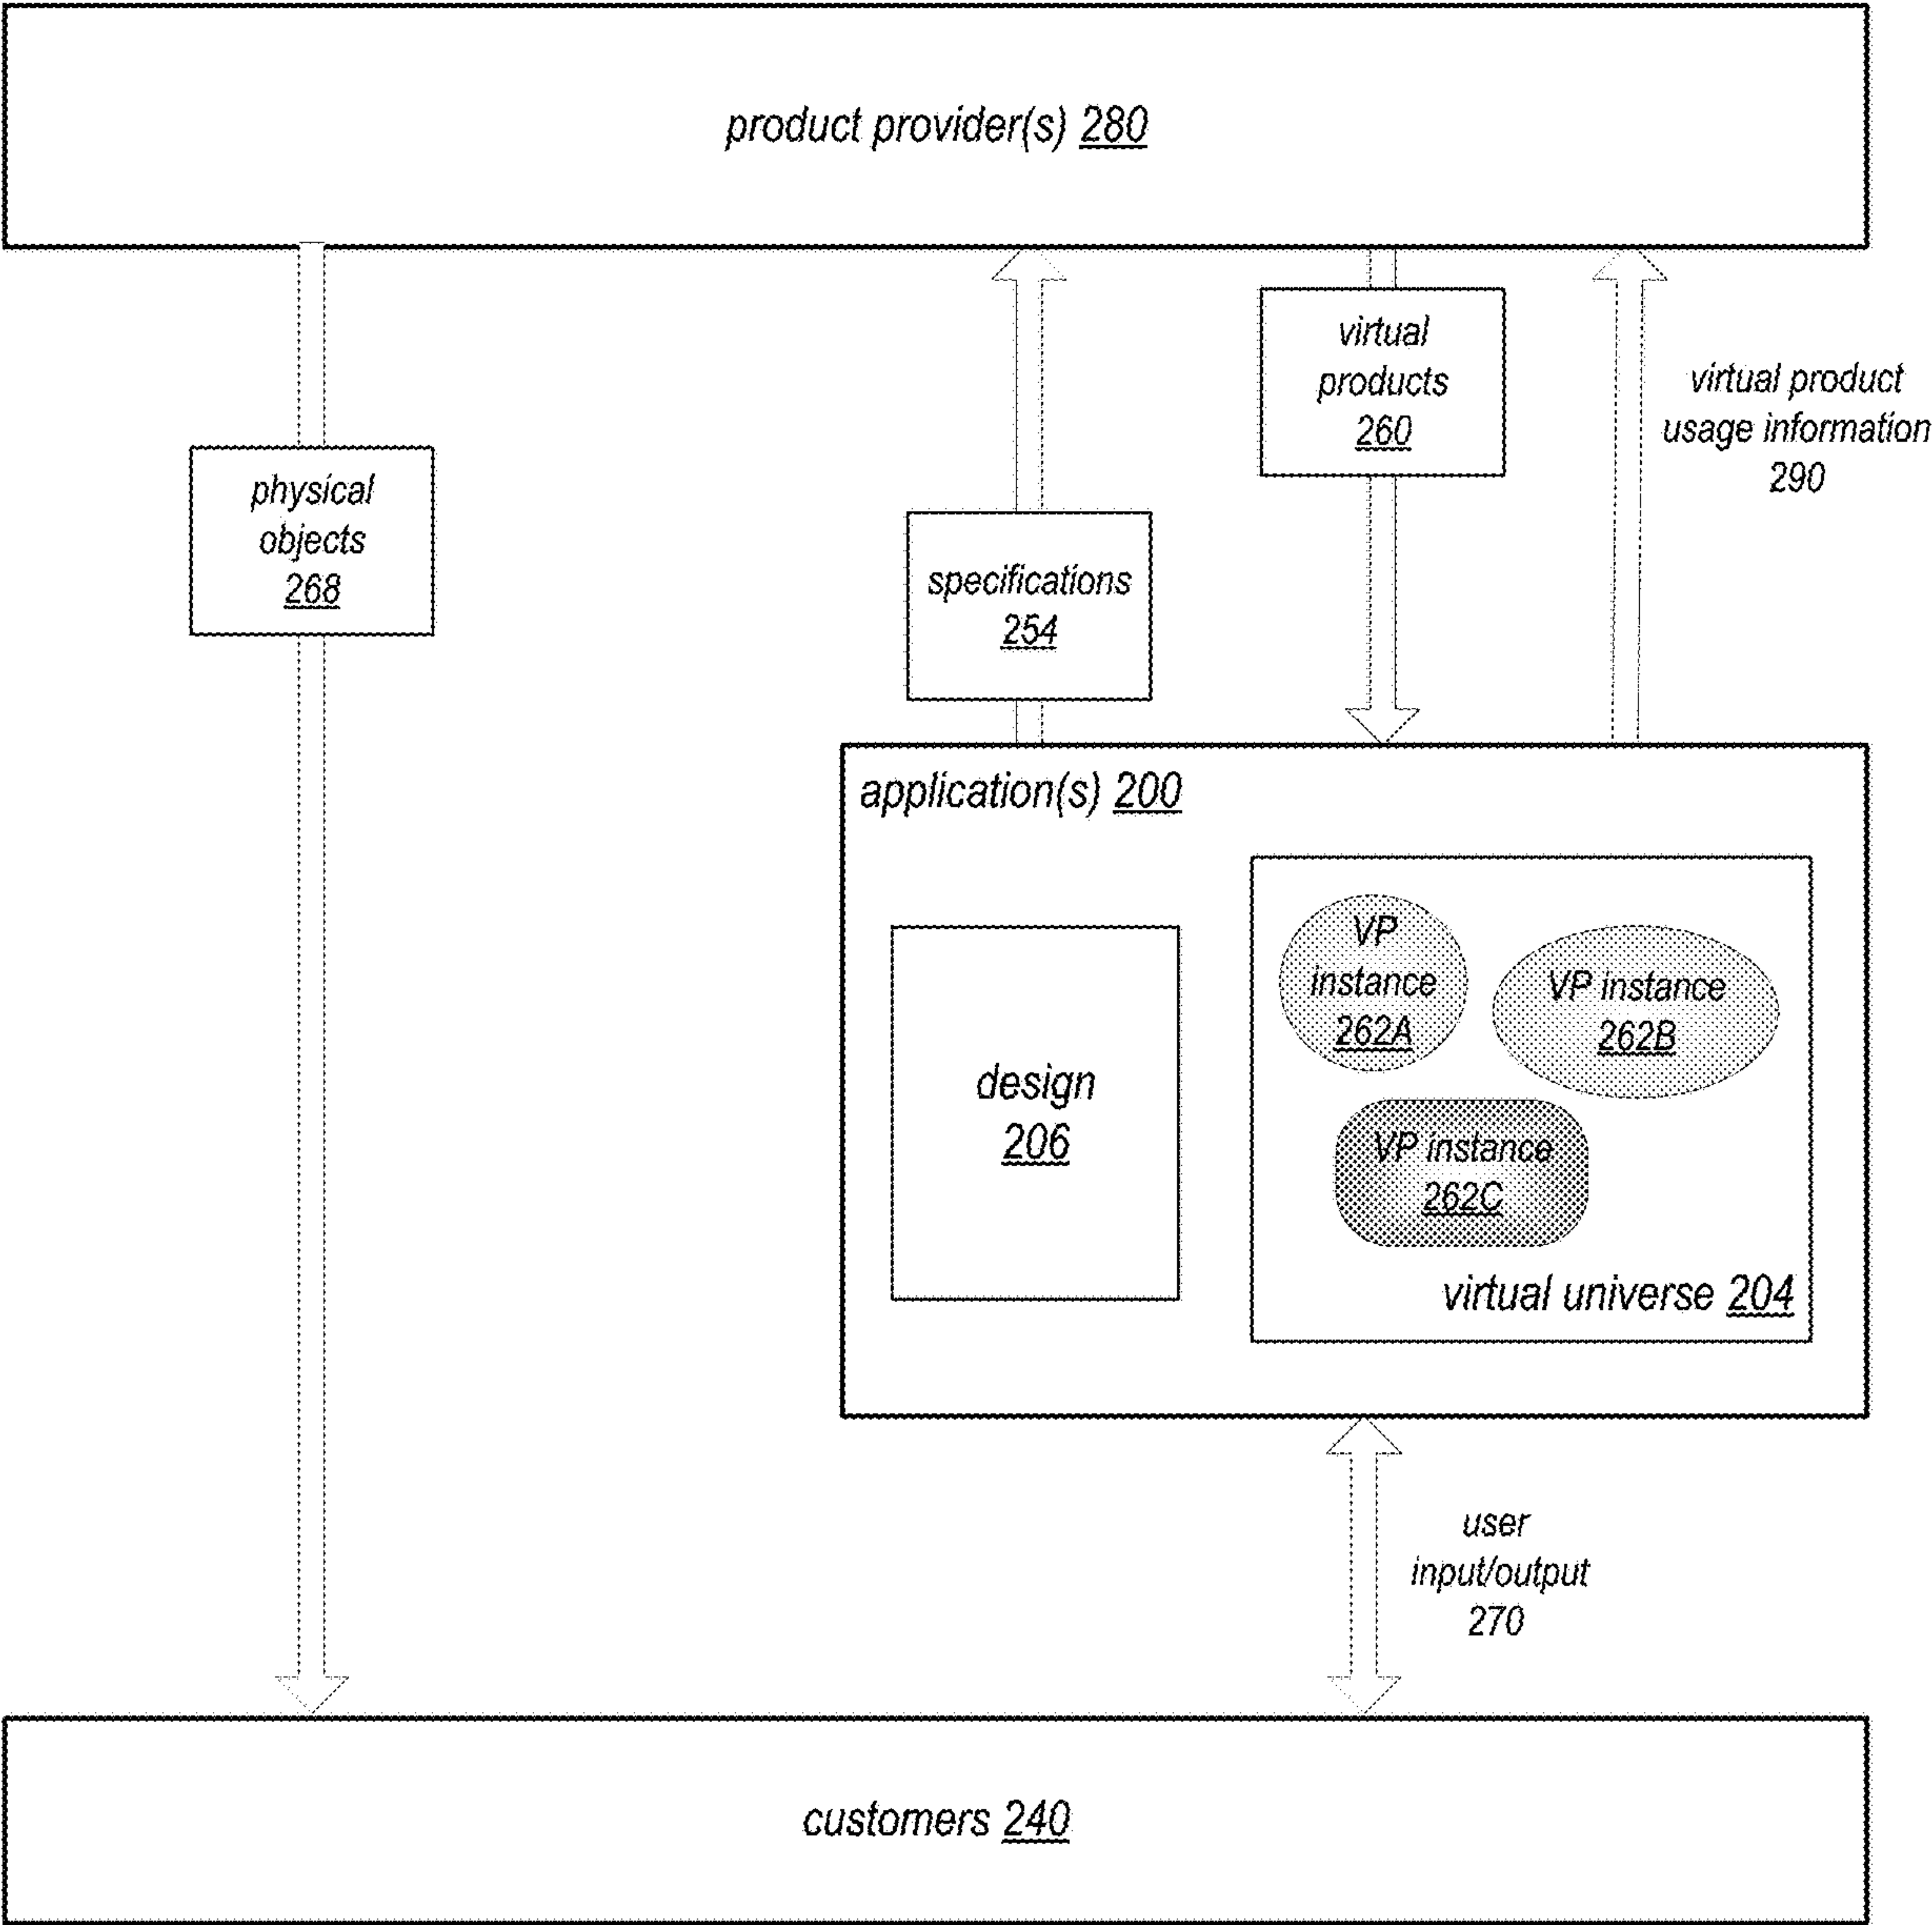 product provider(s) 280
virtual
products
260
virtual product
usage information
290
physical
objects
268
specifications
254
application(s) 200
VP
instance
262A
VP instance
262B
design
206
VP instance
262C
virtual universe 204
user
input/output
270
customers 240